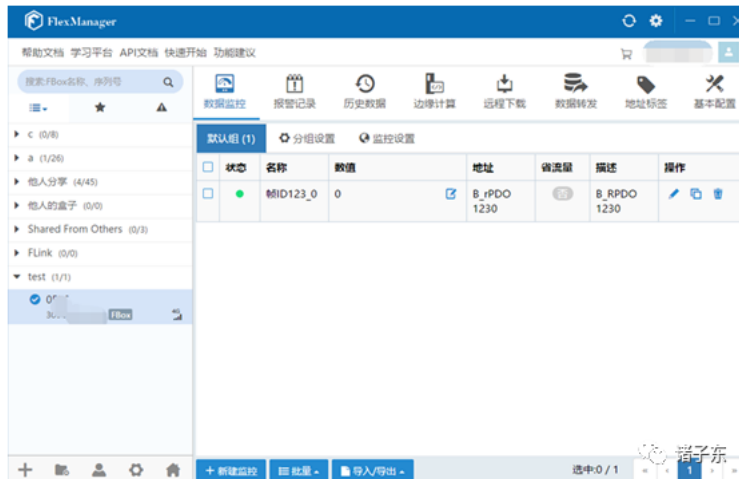 FlexManager
帮助文档 学习平台 API文档 快速开始 功能建议
搜索:FBox名称、序列号
数据监控 报警记录 历史数据 边缘计算 远程下载 数据转发 地址标签 基本配置
默认组 (1) 分组设置 监控设置
状态 名称 数值 地址 省流量 描述 操作
帧ID123_0 0 B_rPDO 否 B_RPDO
1230 1230
c (0/8)
a (1/26)
他人分享 (4/45)
他人的盒子 (0/0)
Shared From Others (0/3)
FLink (0/0)
test (1/1)
FBox
4G
新建监控 批量 导入/导出 选中:0 / 1 1
诸子东